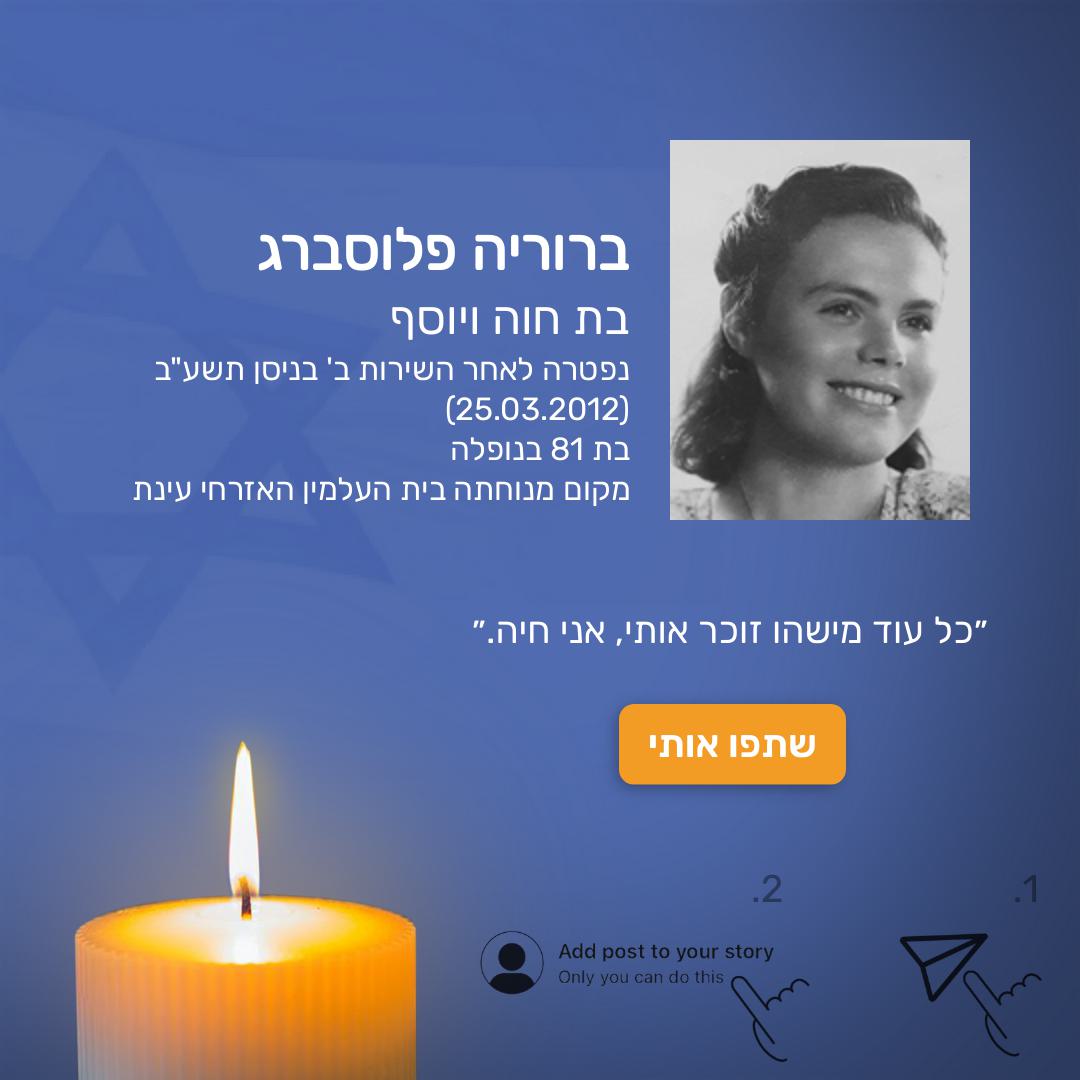 ברוריה פלוסברג
בת חוה ויוסף
נפטרה לאחר השירות ב' בניסן תשע"ב
(25.03.2012)
בת 81 בנופלה
מקום מנוחתה בית העלמין האזרחי עינת
״כל עוד מישהו זוכר אותי, אני חיה.״
שתפו אותי
.1
.2
Add post to your story
Only you can do this